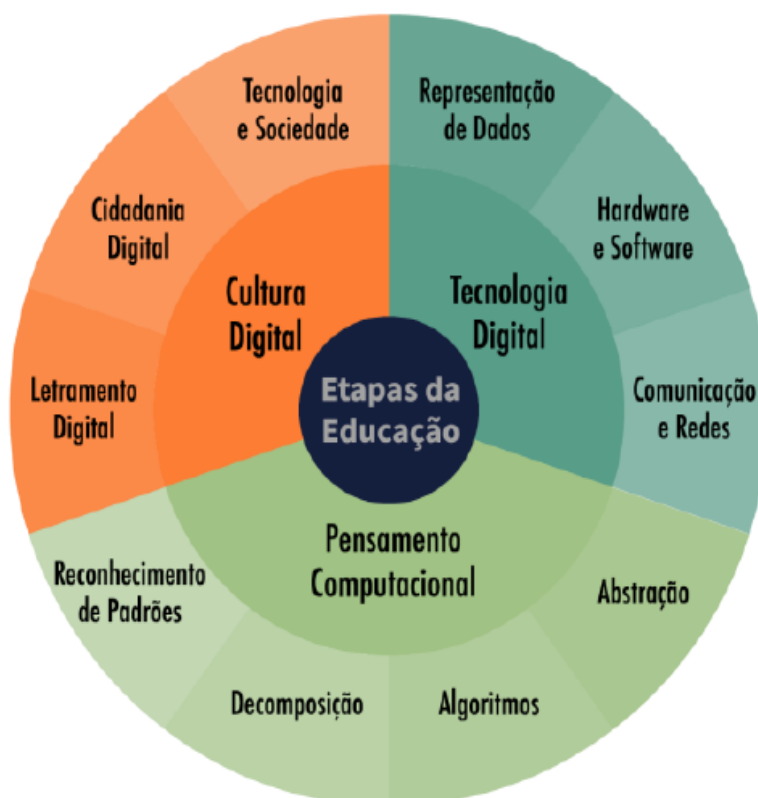 Tecnologia
e Sociedade
Representação
de Dados
Cidadania
Digital
Hardware
e Software
Cultura
Digital
Tecnologia
Digital
Letramento
Digital
Etapas da
Educação
Comunicação
e Redes
Pensamento
Computacional
Reconhecimento
de Padrões
Abstração
Decomposição
Algoritmos